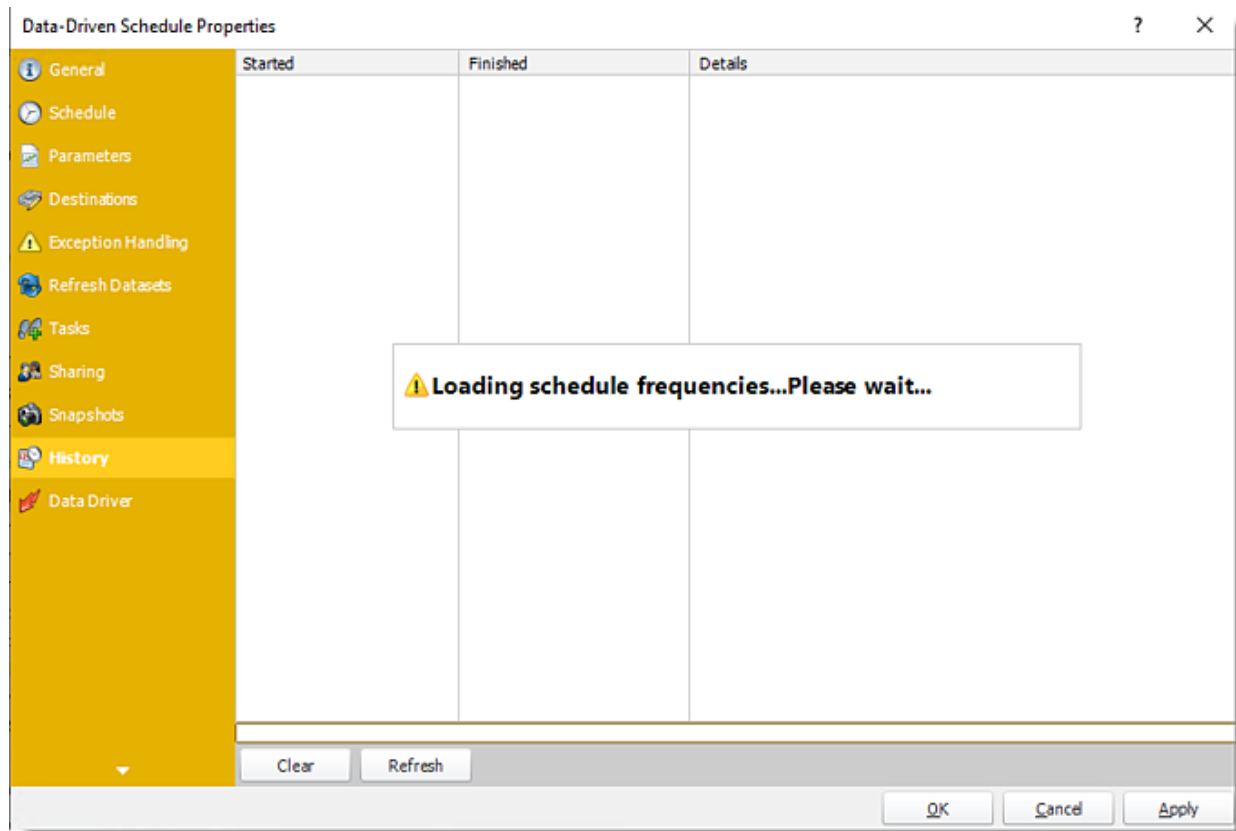 Data-Driven Schedule Properties
?
General
Schedule
Parameters
Destinations
Exception Handling
Refresh Datasets
Tasks
Sharing
Snapshots
History
Data Driver
Started Finished Details
Loading schedule frequencies...Please wait...
Clear Refresh
OK Cancel Apply